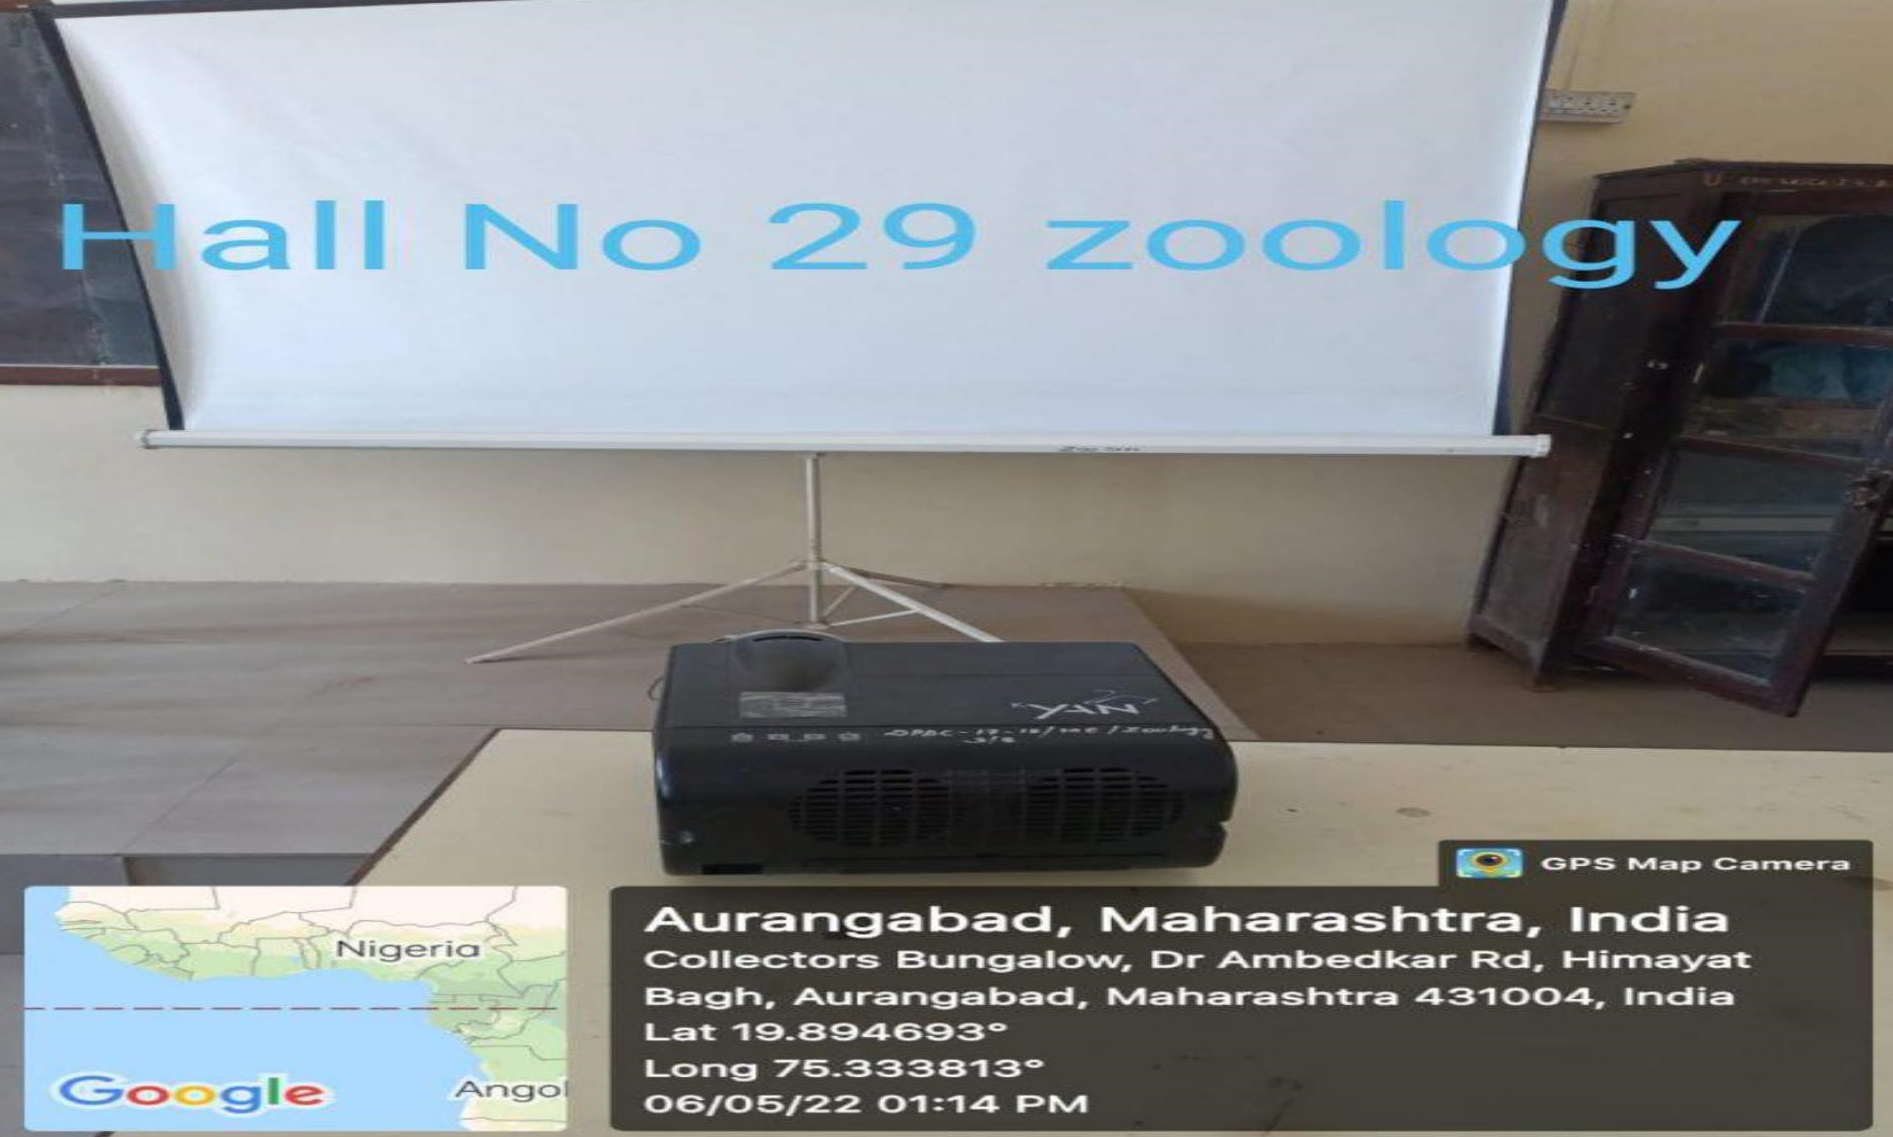 Hall No 29 zoology
K-YAN
GPS Map Camera
Nigeria
Angol
Google
Aurangabad, Maharashtra, India
Collectors Bungalow, Dr Ambedkar Rd, Himayat
Bagh, Aurangabad, Maharashtra 431004, India
Lat 19.894693°
Long 75.333813°
06/05/22 01:14 PM